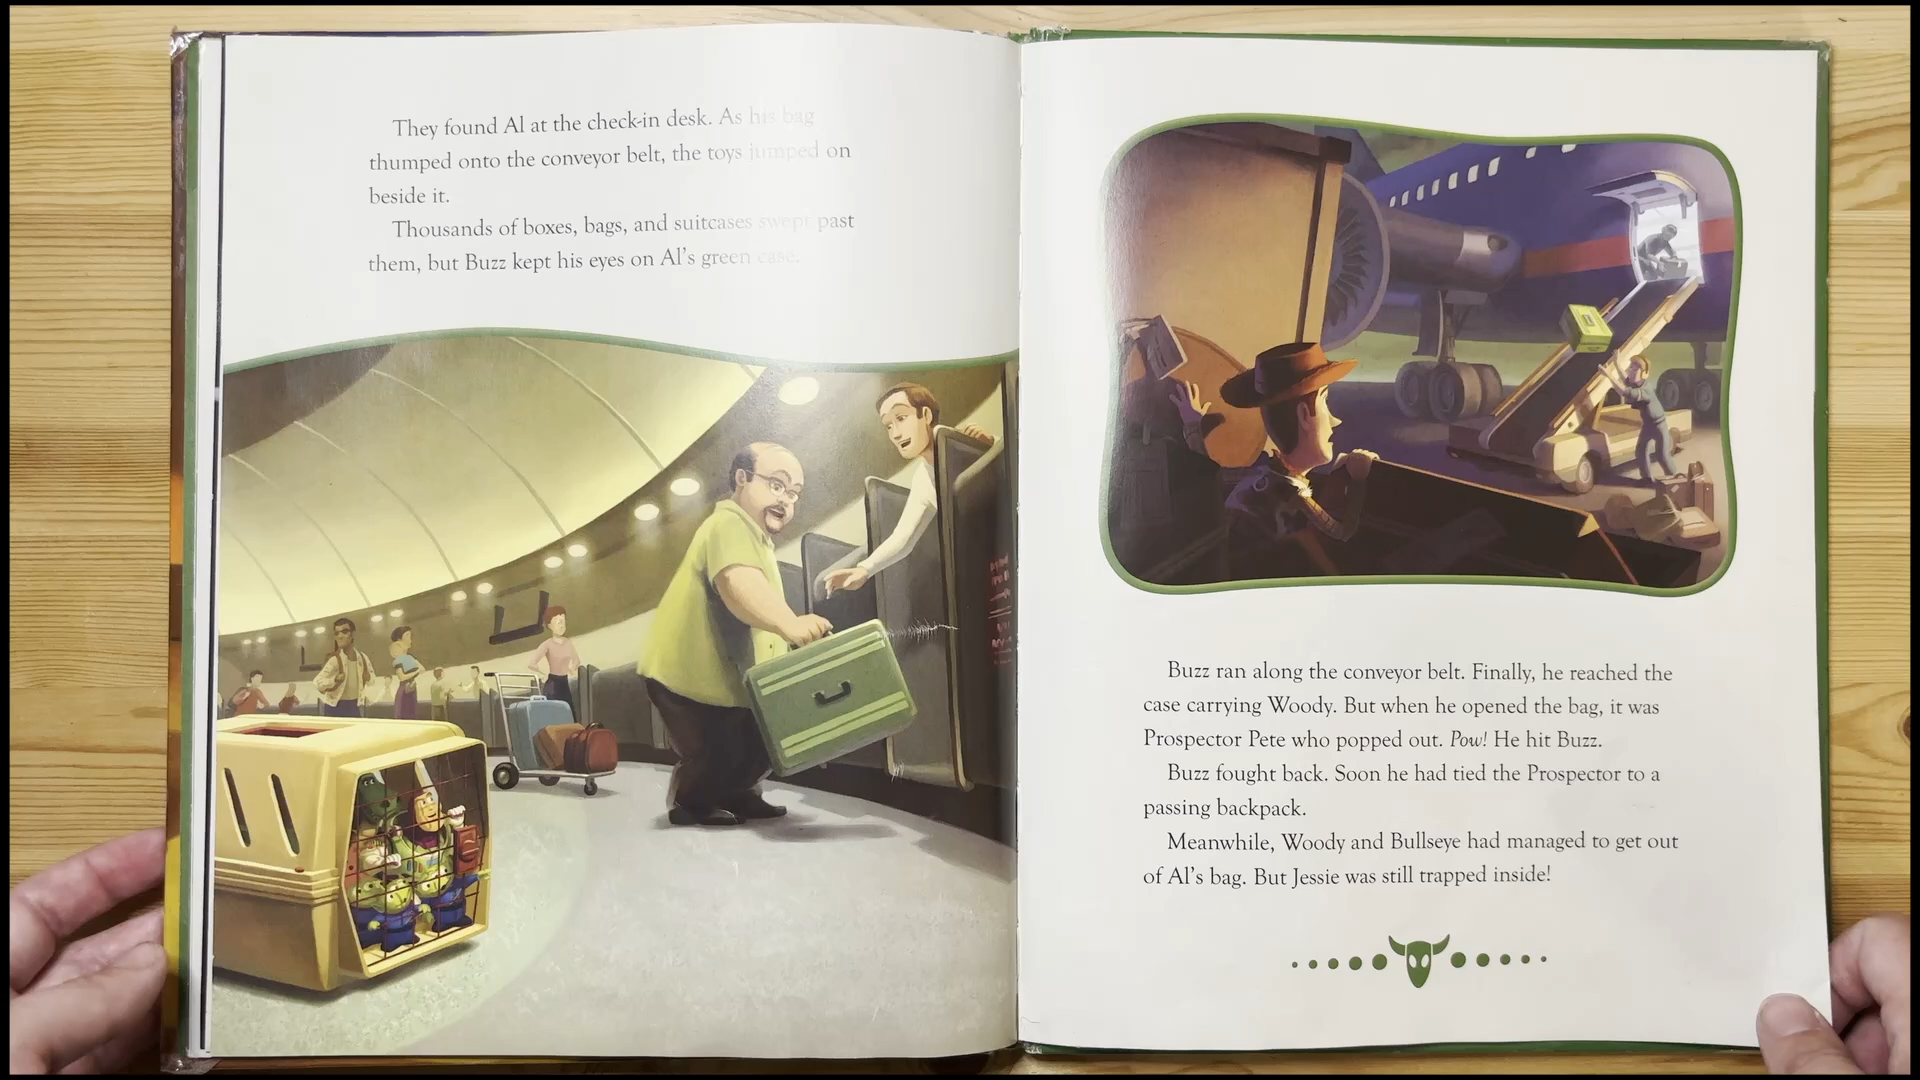 They found Al at the check-in desk. As his bag
thumped onto the conveyor belt, the toys jumped on
beside it.
Thousands of boxes, bags, and suitcases swept past
them, but Buzz kept his eyes on Al's green case.
Buzz ran along the conveyor belt. Finally, he reached the
case carrying Woody. But when he opened the bag, it was
Prospector Pete who popped out. Pow! He hit Buzz.
Buzz fought back. Soon he had tied the Prospector to a
passing backpack.
Meanwhile, Woody and Bullseye had managed to get out
of Al's bag. But Jessie was still trapped inside!